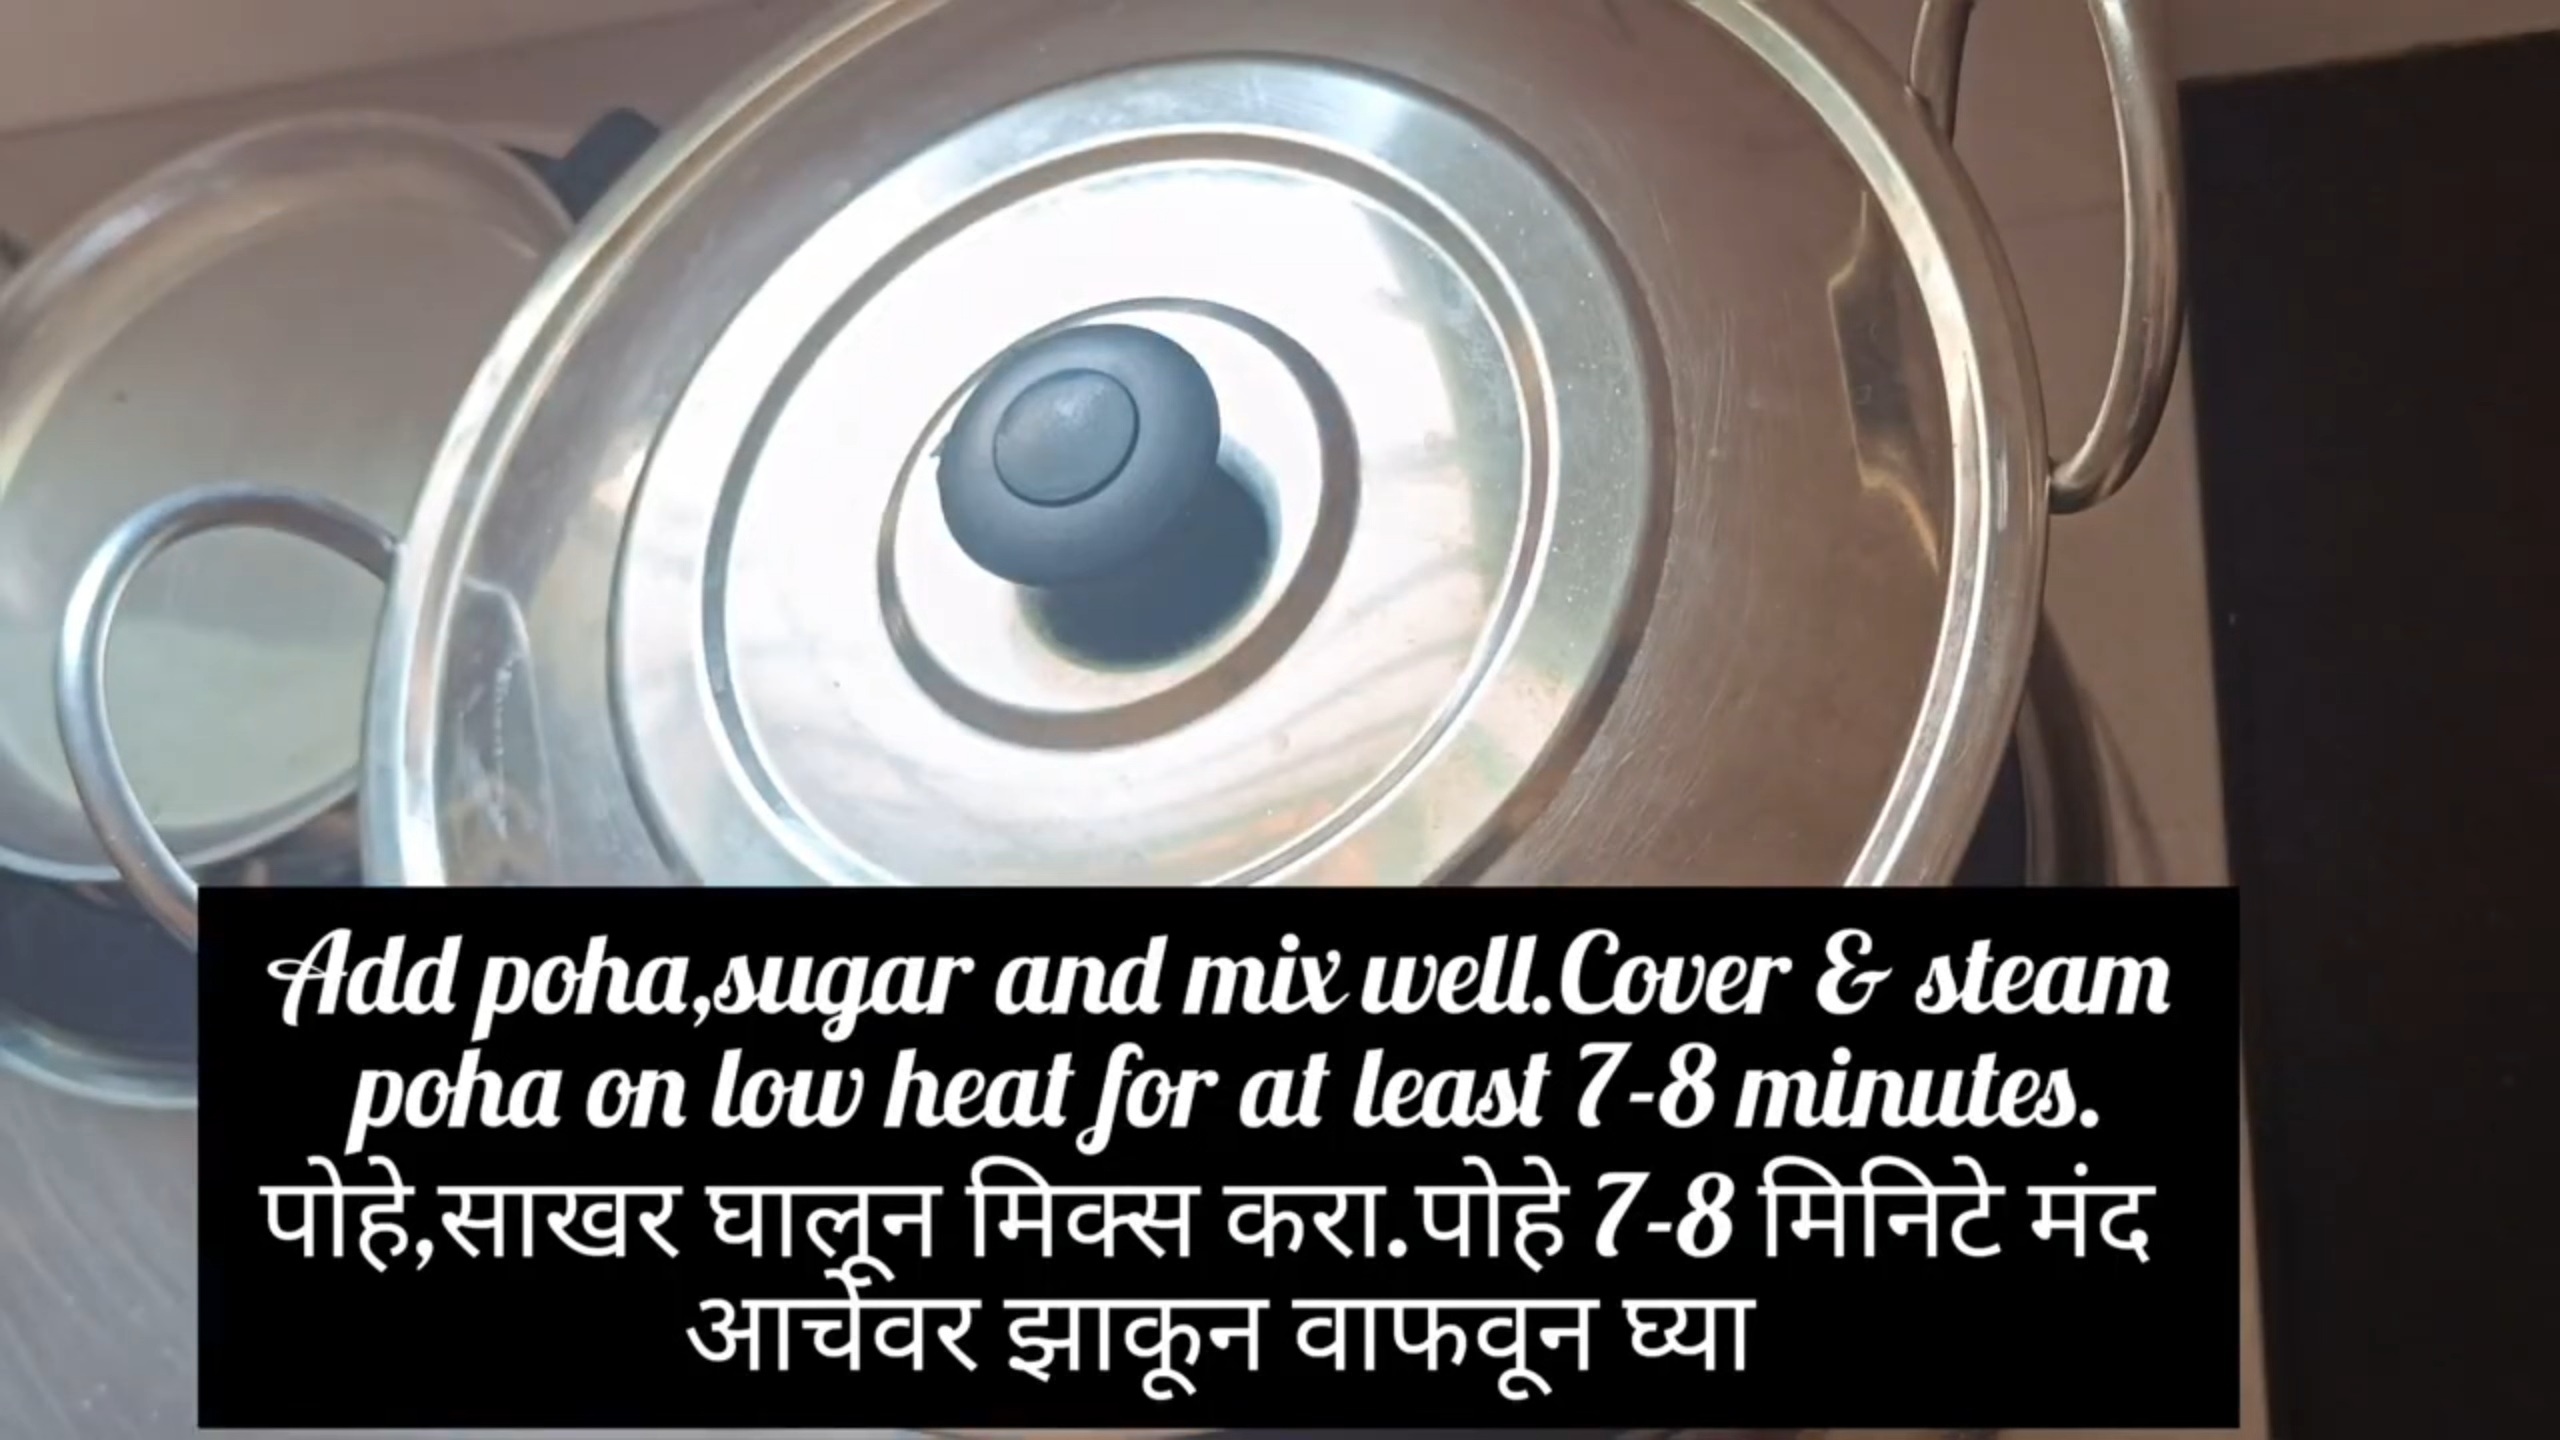 Add poha,sugar and mix well.Cover & steam
poha on low heat for at least 7-8 minutes.
पोहे,साखर घालून मिक्स करा.पोहे 7-8 मिनिटे मंद
आचेवर झाकून वाफवून घ्या